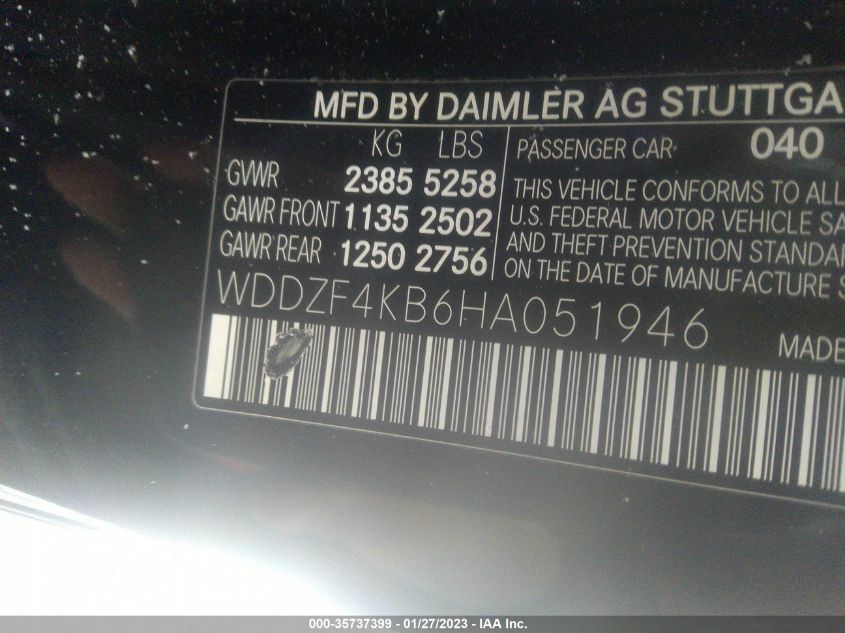 MFD BY DAIMLER AG STUTTGA
KG LBS
GVWR 2385 5258
GAWR FRONT 1135 2502
GAWR REAR 1250 2756
PASSENGER CAR 040
THIS VEHICLE CONFORMS TO ALL
U.S. FEDERAL MOTOR VEHICLE SA
AND THEFT PREVENTION STANDAR
ON THE DATE OF MANUFACTURE S
WDDZF4KB6HA051946
MADE
000-35737399 - 01/27/2023 - IAA Inc.